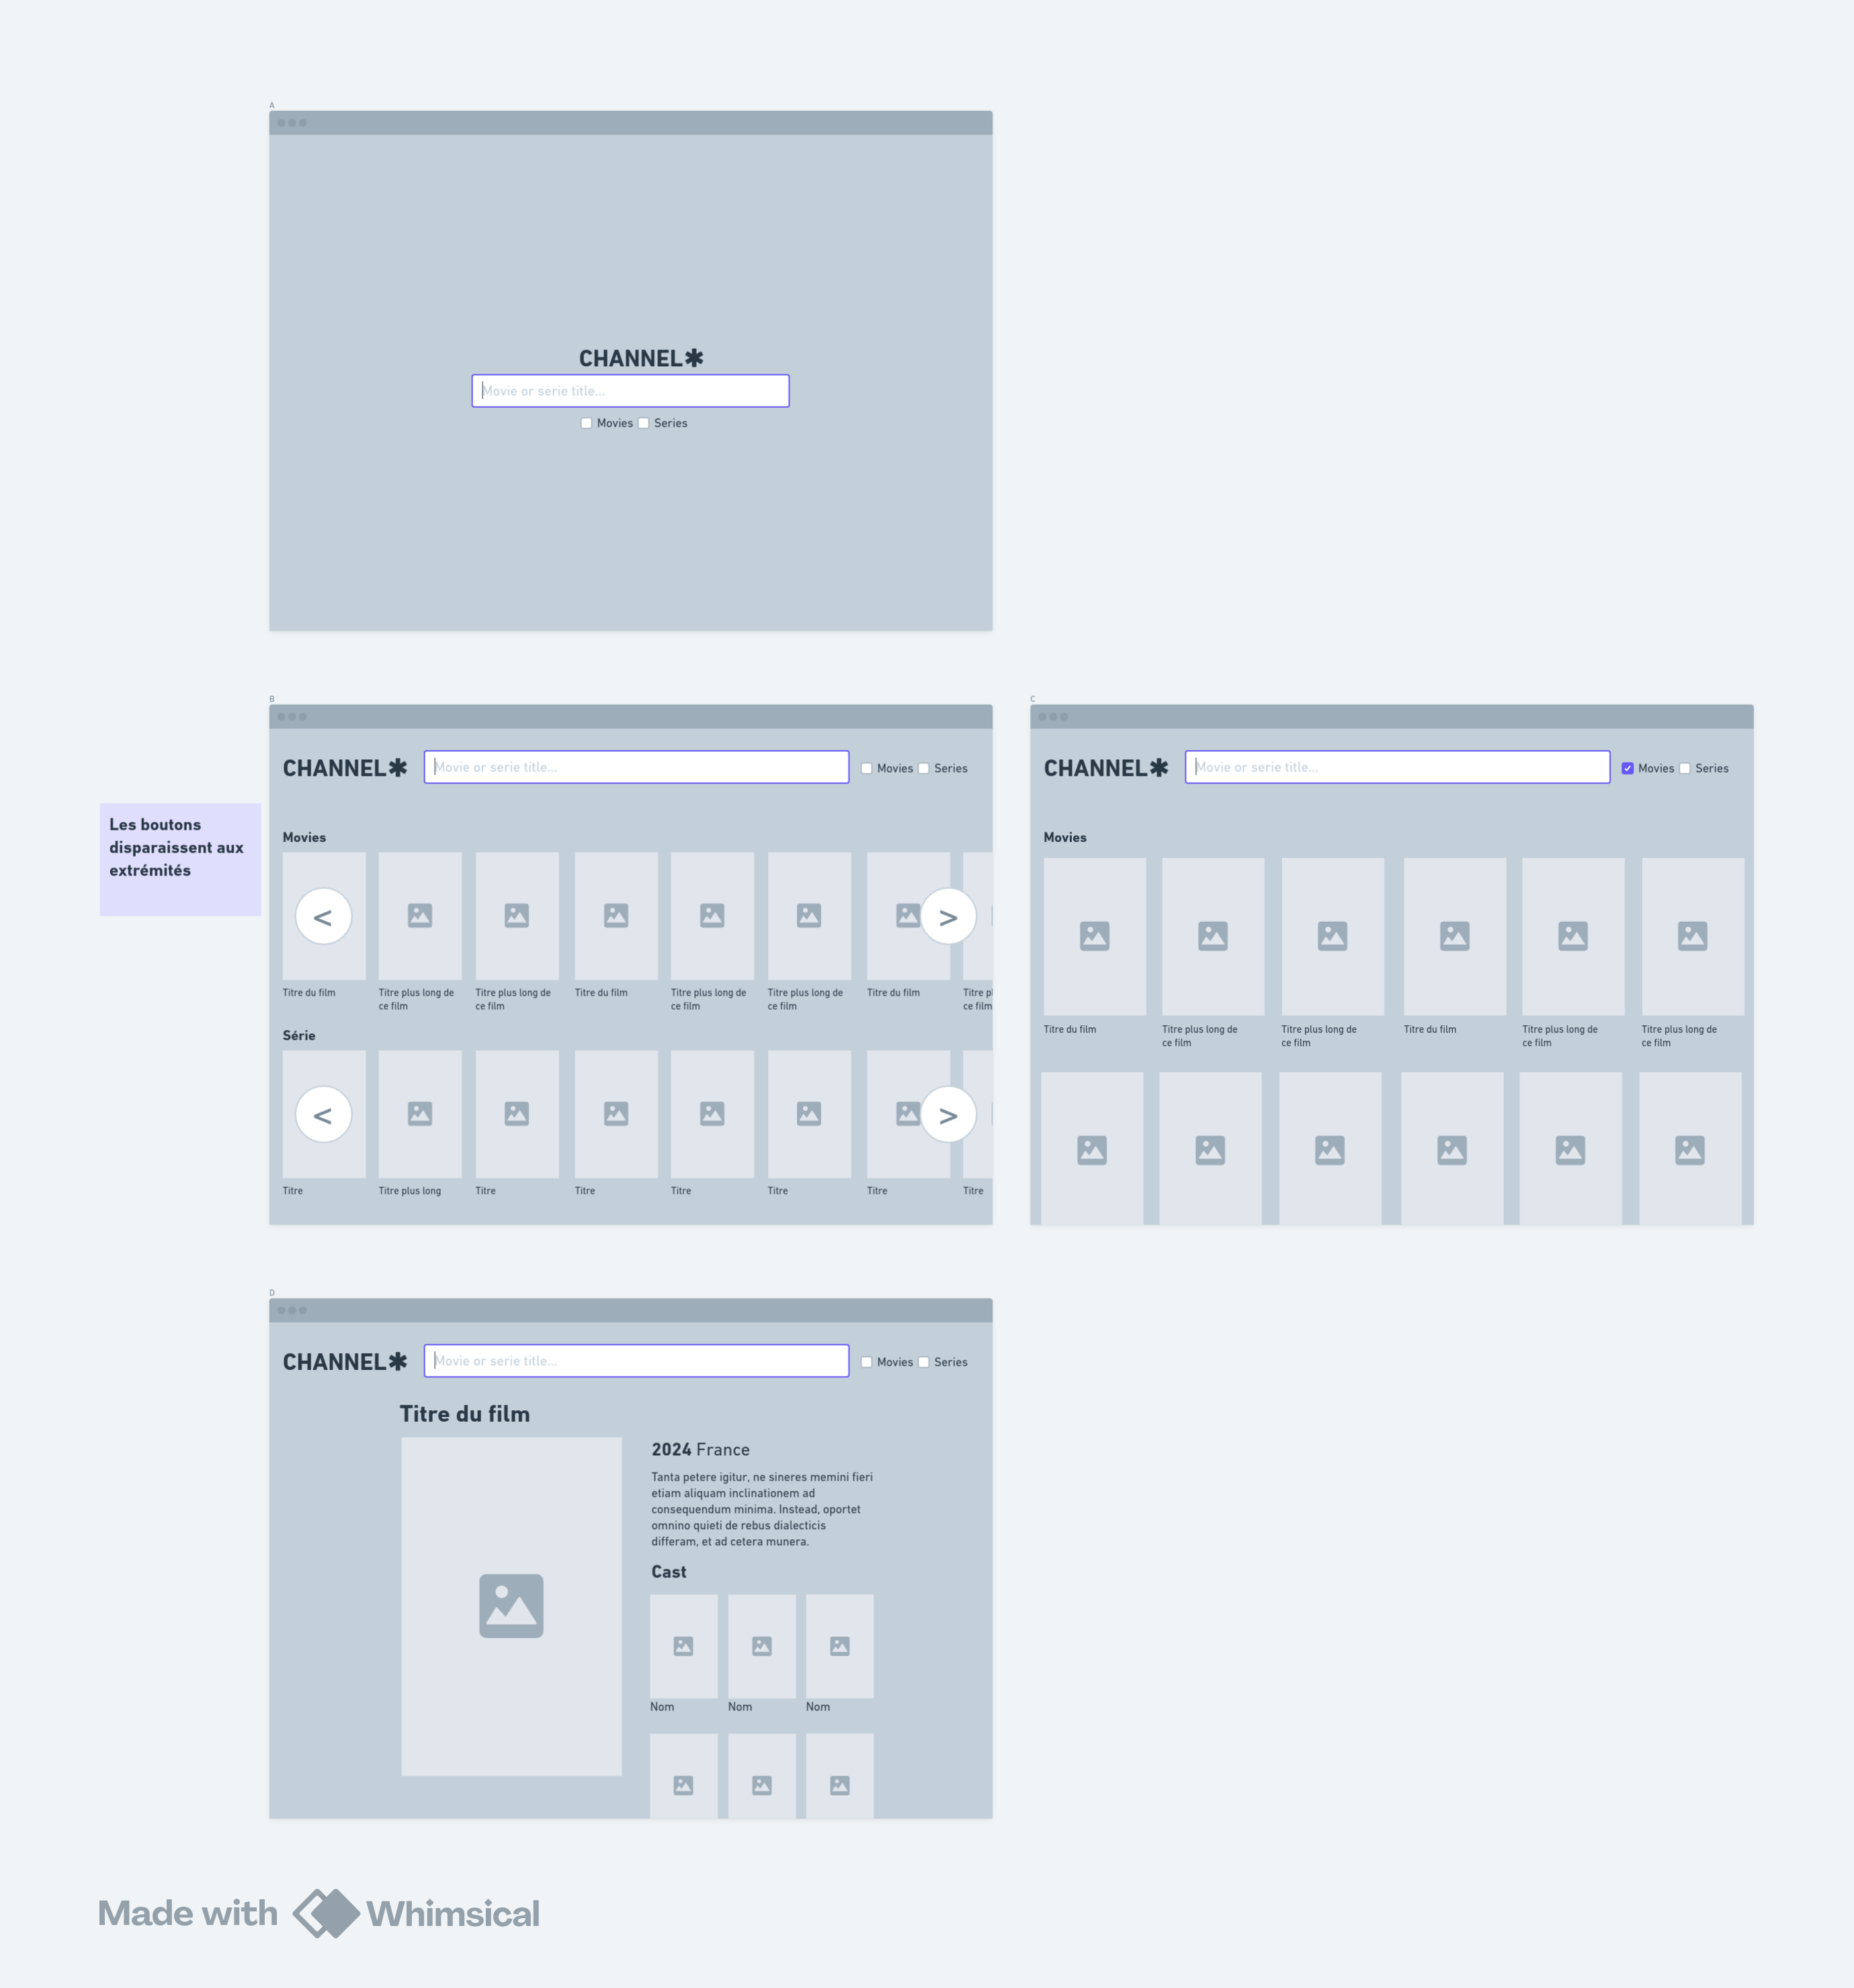 A
CHANNEL✱
Movie or serie title...
Movies Series
B
CHANNEL✱ Movie or serie title... Movies Series
Les boutons
disparaissent aux
extrémités
Movies
< >
Titre du film Titre plus long de Titre plus long de Titre du film Titre plus long de Titre plus long de Titre du film Titre pl
ce film ce film ce film ce film ce film
Série
< >
Titre Titre plus long Titre Titre Titre Titre Titre Titre
C
CHANNEL✱ Movie or serie title... Movies Series
Movies
Titre du film Titre plus long de Titre plus long de Titre du film Titre plus long de Titre plus long de
ce film ce film ce film ce film
D
CHANNEL✱ Movie or serie title... Movies Series
Titre du film
2024 France
Tanta petere igitur, ne sineres memini fieri
etiam aliquam inclinationem ad
consequendum minima. Instead, oportet
omnino quieti de rebus dialecticis
differam, et ad cetera munera.
Cast
Nom Nom Nom
Made with Whimsical